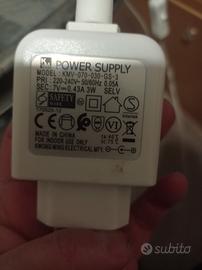 POWER SUPPLY
MODEL: KMV-070-030-GS-3
PRI: 220-240V~50/60Hz 0.05A
SEC: 7V 0.43A 3W SELV
SAFETY
MADE IN CHINA
FOR INDOOR USE ONLY
subito